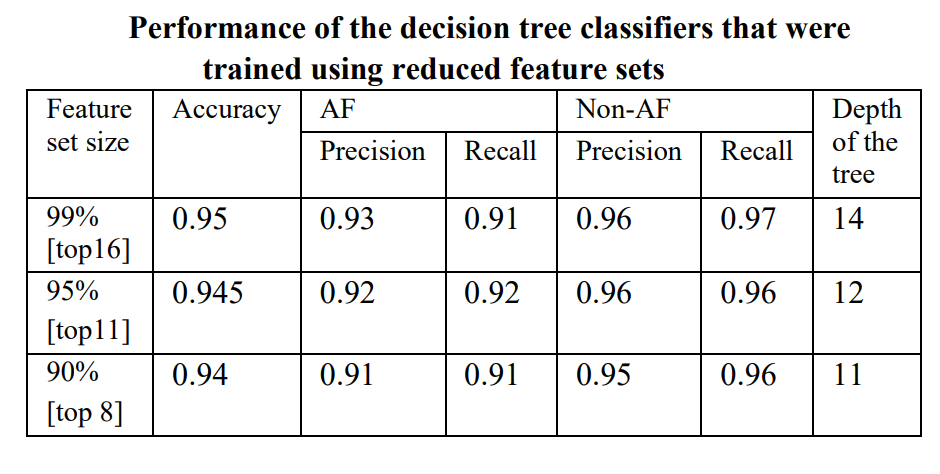 Performance of the decision tree classifiers that were
trained using reduced feature sets
Feature set size Accuracy AF Non-AF Depth of the tree
Precision Recall Precision Recall
99% [top16] 0.95 0.93 0.91 0.96 0.97 14
95% [top11] 0.945 0.92 0.92 0.96 0.96 12
90% [top 8] 0.94 0.91 0.91 0.95 0.96 11